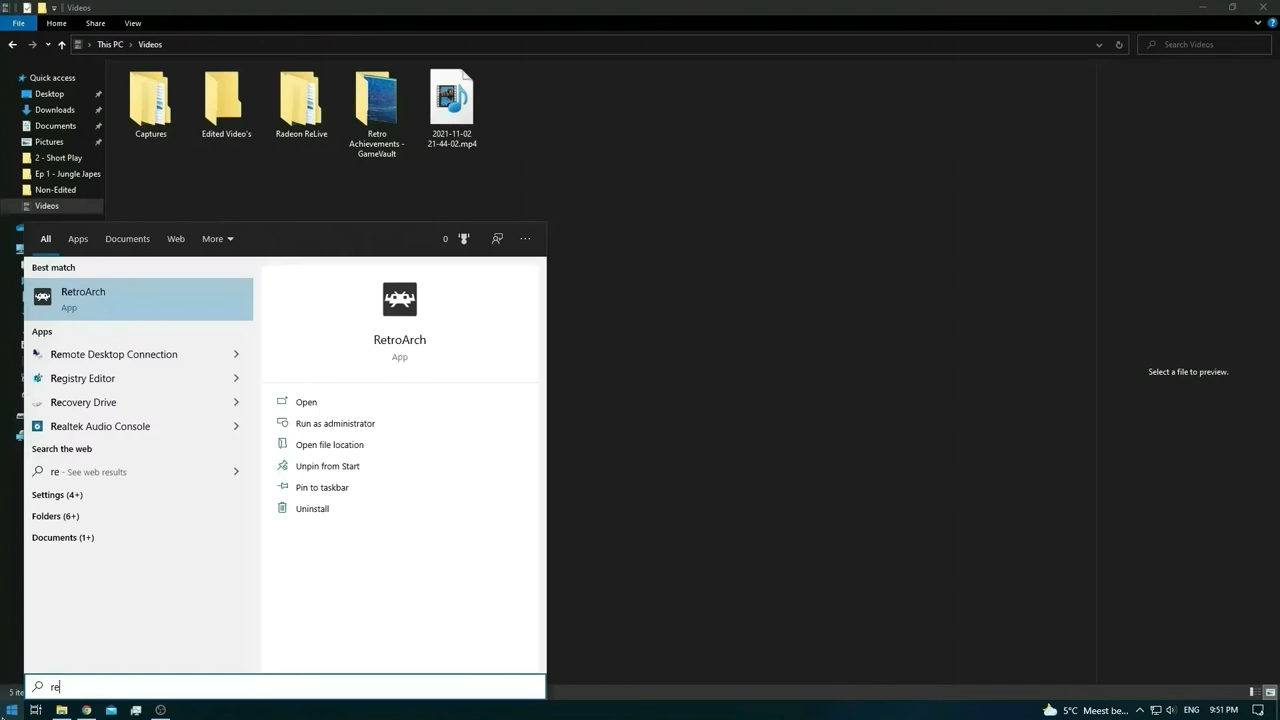 Videos
File
Home
Share
View
This PC
Videos
Search Videos
Quick access
Desktop
Downloads
Documents
Pictures
2 - Short Play
Ep 1 - Jungle Japes
Non-Edited
Videos
Captures
Edited Video's
Radeon ReLive
Retro
Achievements -
GameVault
2021-11-02
21-44-02.mp4
All
Apps
Documents
Web
More
0
Best match
RetroArch
App
Apps
Remote Desktop Connection
Registry Editor
Recovery Drive
Realtek Audio Console
Search the web
re - See web results
Settings (4+)
Folders (6+)
Documents (1+)
RetroArch
App
Open
Run as administrator
Open file location
Unpin from Start
Pin to taskbar
Uninstall
Select a file to preview.
re
5°C Meest be...
ENG
9:51 PM